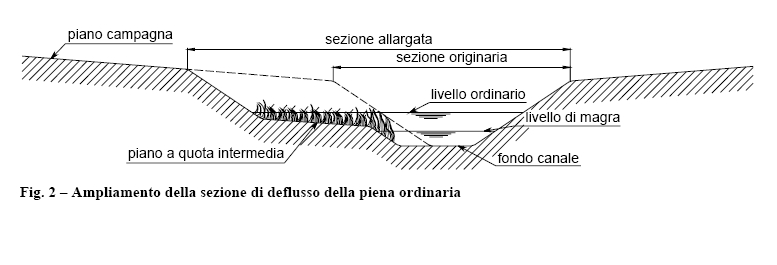 piano campagna
sezione allargata
sezione originaria
livello ordinario
livello di magra
piano a quota intermedia
fondo canale
Fig. 2 – Ampliamento della sezione di deflusso della piena ordinaria